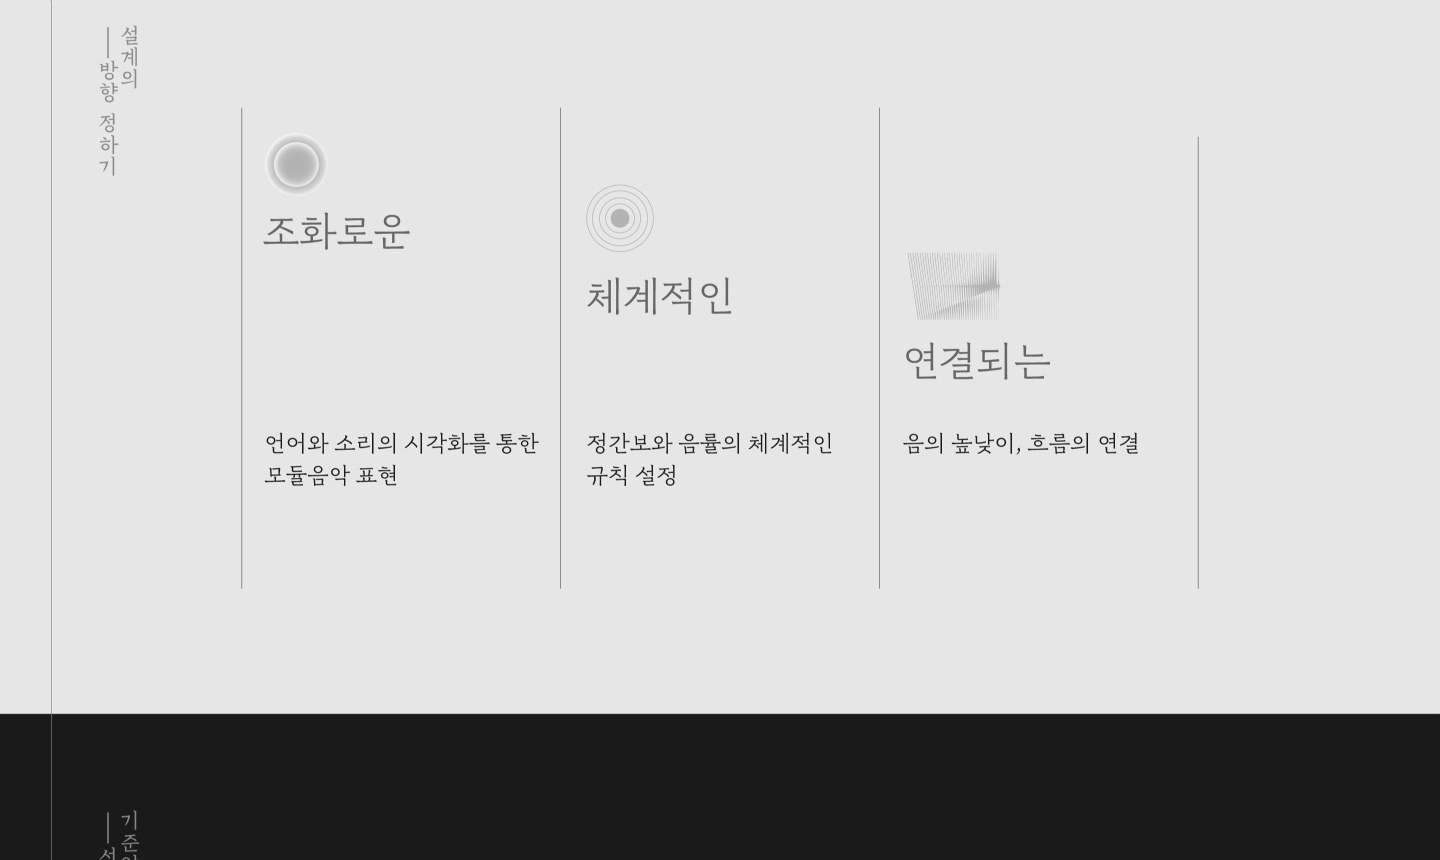 설계의
—방향 정하기
조화로운
언어와 소리의 시각화를 통한
모듈음악 표현
체계적인
정간보와 음률의 체계적인
규칙 설정
연결되는
음의 높낮이, 흐름의 연결
기준